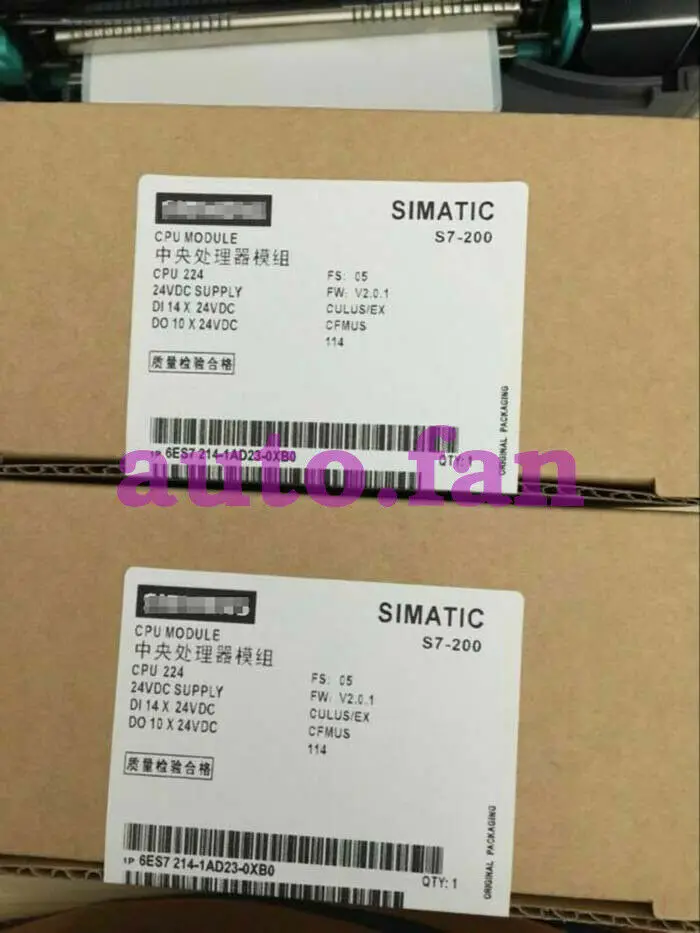 SIMATIC
S7-200
CPU MODULE
中央处理器模组
CPU 224
24VDC SUPPLY
DI 14 X 24VDC
DO 10 X 24VDC
FS: 05
FW: V2.0.1
CULUS/EX
CFMUS
114
质量检验合格
ORIGINAL PACKAGING
1P 6ES7 214-1AD23-0XB0
QTY: 1
auto.fan
SIMATIC
S7-200
CPU MODULE
中央处理器模组
CPU 224
24VDC SUPPLY
DI 14 X 24VDC
DO 10 X 24VDC
FS: 05
FW: V2.0.1
CULUS/EX
CFMUS
114
质量检验合格
ORIGINAL PACKAGING
1P 6ES7 214-1AD23-0XB0
QTY: 1